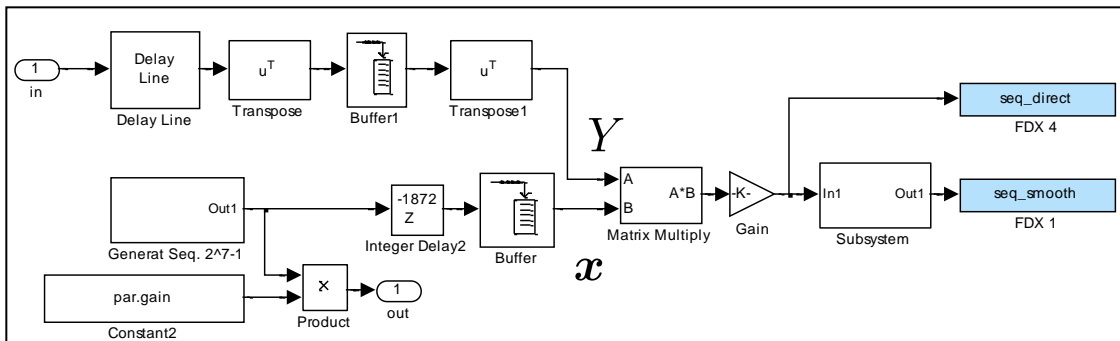 1
in
Delay
Line
Delay Line
u^T
Transpose
Buffer1
u^T
Transpose1
Y
A
B
A*B
Matrix Multiply
-K-
Gain
seq_direct
FDX 4
In1
Out1
Subsystem
seq_smooth
FDX 1
Out1
Generat Seq. 2^7-1
-1872
Z
Integer Delay2
Buffer
x
par.gain
Constant2
×
Product
1
out